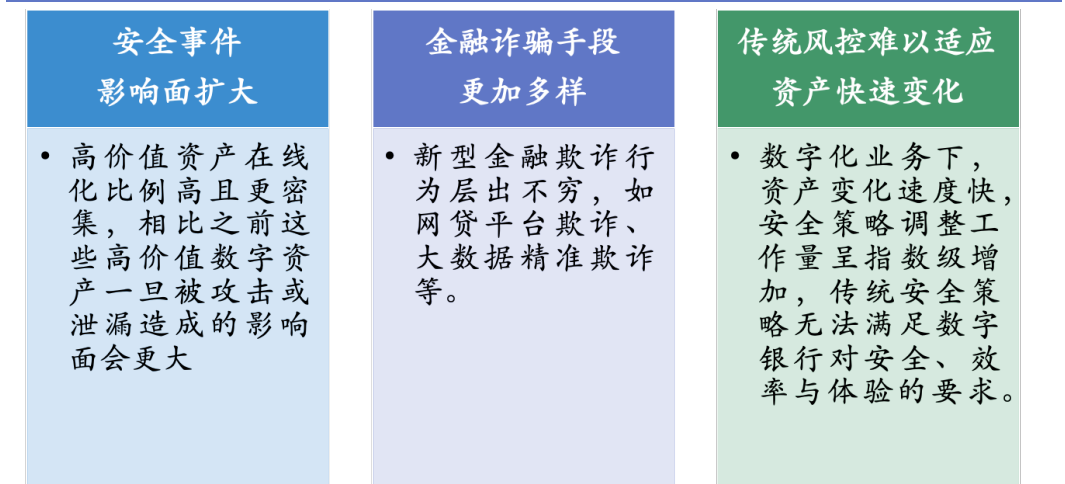 安全事件
影响面扩大
• 高价值资产在线
化比例高且更密
集，相比之前这
些高价值数字资
产一旦被攻击或
泄漏造成的影响
面会更大
金融诈骗手段
更加多样
• 新型金融欺诈行
为层出不穷，如
网贷平台欺诈、
大数据精准欺诈
等。
传统风控难以适应
资产快速变化
• 数字化业务下，
资产变化速度快，
安全策略调整工
作量呈指数级增
加，传统安全策
略无法满足数字
银行对安全、效
率与体验的要求。